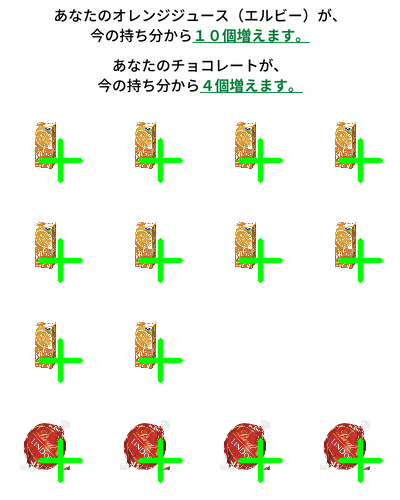 あなたのオレンジジュース（エルビー）が、
今の持ち分から１０個増えます。
あなたのチョコレートが、
今の持ち分から４個増えます。